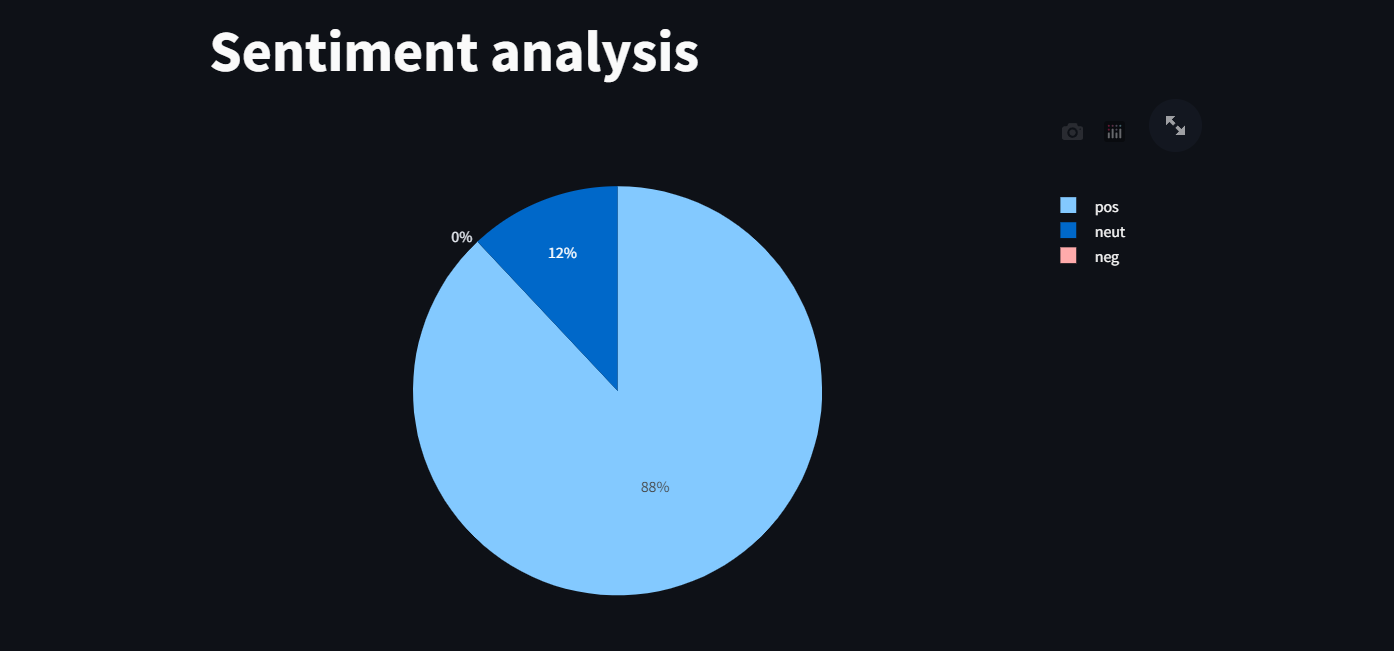 Sentiment analysis
pos
neut
neg
0%
12%
88%